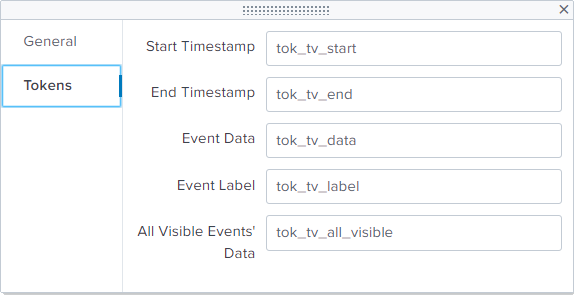 General
Tokens
Start Timestamp tok_tv_start
End Timestamp tok_tv_end
Event Data tok_tv_data
Event Label tok_tv_label
All Visible Events' tok_tv_all_visible
Data